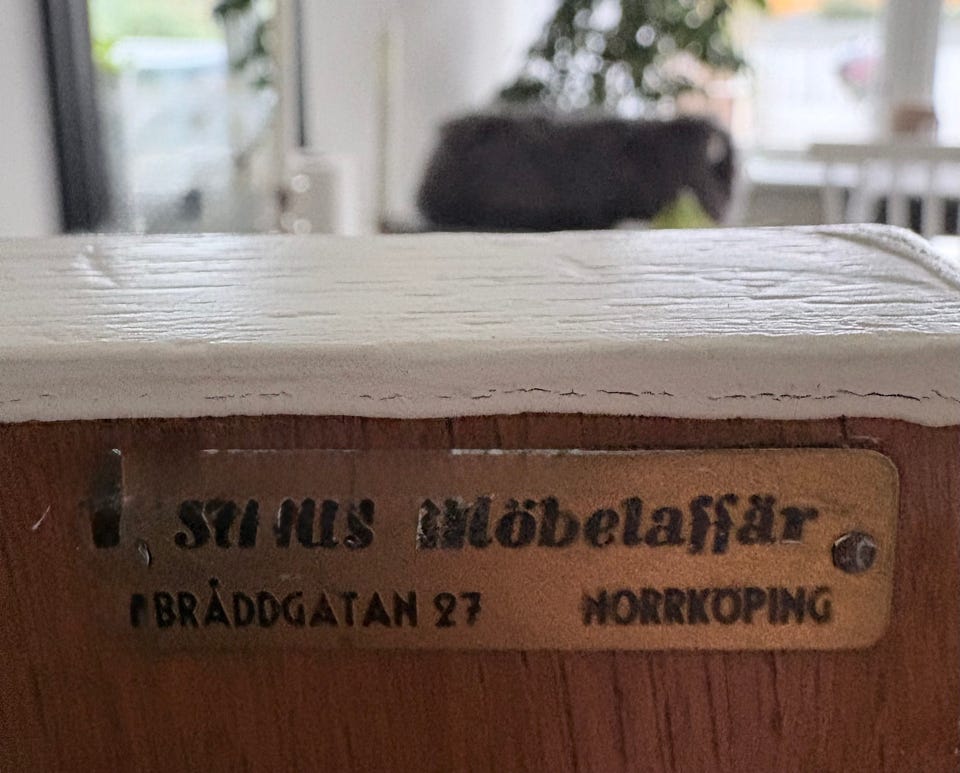 Möbelaffär
BRÅDDGATAN 27 NORRKÖPING